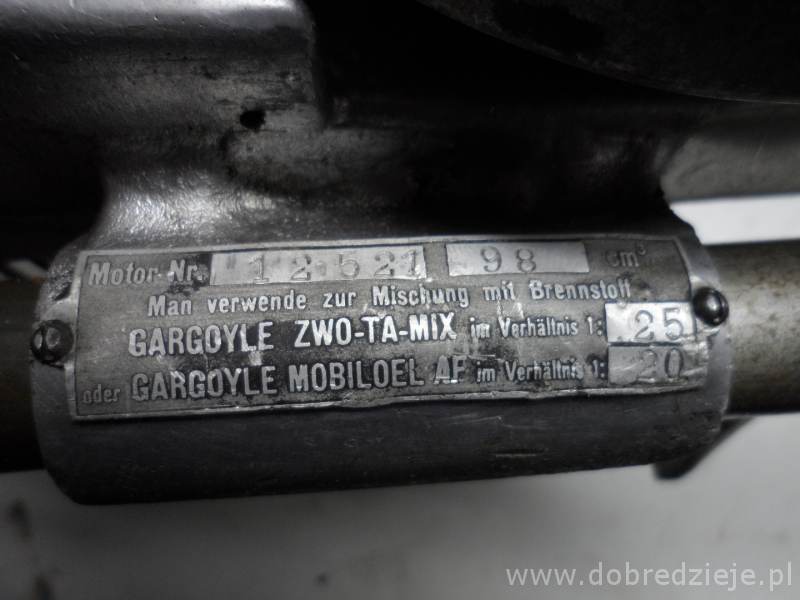 Motor-Nr. 12521 98 cm³
Man verwende zur Mischung mit Brennstoff
GARGOYLE ZWO-TA-MIX im Verhältnis 1: 25
oder GARGOYLE MOBILOEL AF im Verhältnis 1: 20
www.dobredzieje.pl